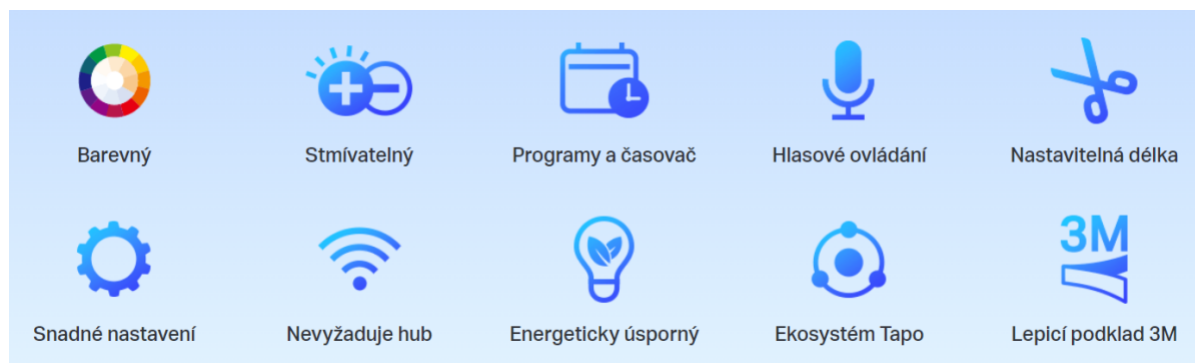 Barevný
Stmívatelný
Programy a časovač
Hlasové ovládání
Nastavitelná délka
3M
Snadné nastavení
Nevyžaduje hub
Energeticky úsporný
Ekosystém Tapo
Lepicí podklad 3M